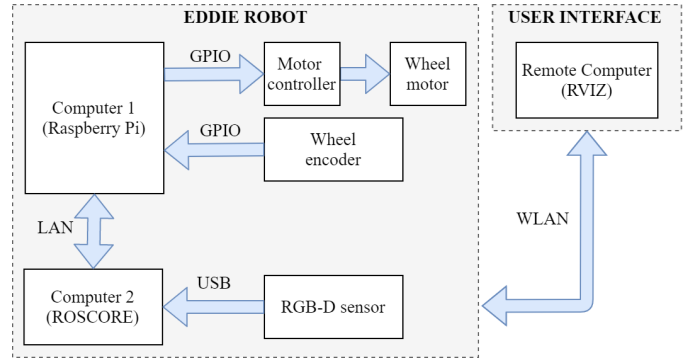 EDDIE ROBOT
USER INTERFACE
GPIO
Motor
controller
Wheel
motor
Remote Computer
(RVIZ)
Computer 1
(Raspberry Pi)
GPIO
Wheel
encoder
LAN
WLAN
Computer 2
(ROSCORE)
USB
RGB-D sensor